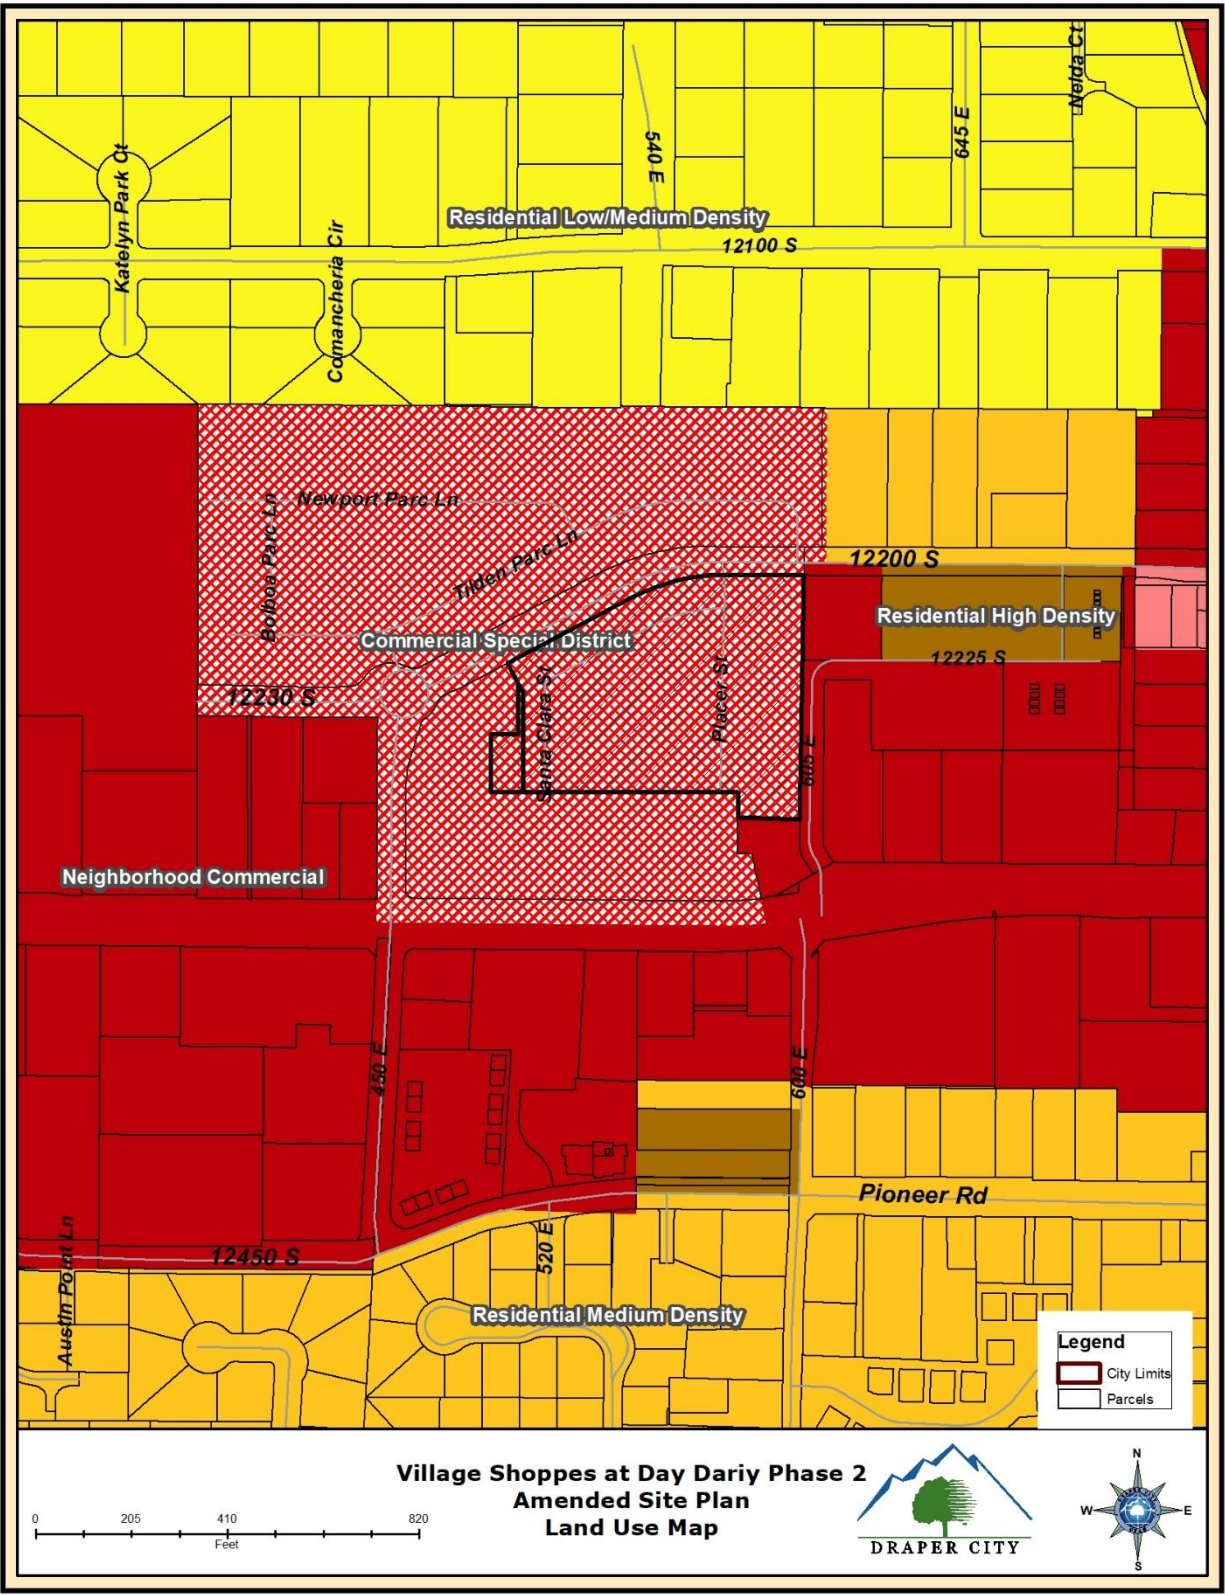 Nelda Ct
645 E
540 E
Katelyn Park Ct
Residential Low/Medium Density
12100 S
Comancheria Cir
Newport Parc Ln
Bolboa Parc Ln
Tilden Parc Ln
12200 S
Residential High Density
Commercial Special District
12225 S
12230 S
Santa Clara St
Placer St
605 E
Neighborhood Commercial
450 E
600 E
Pioneer Rd
12450 S
520 E
Austin Point Ln
Residential Medium Density
Legend
City Limits
Parcels
Village Shoppes at Day Dariy Phase 2
Amended Site Plan
Land Use Map
0 205 410 820
Feet
DRAPER CITY
N
W E
S